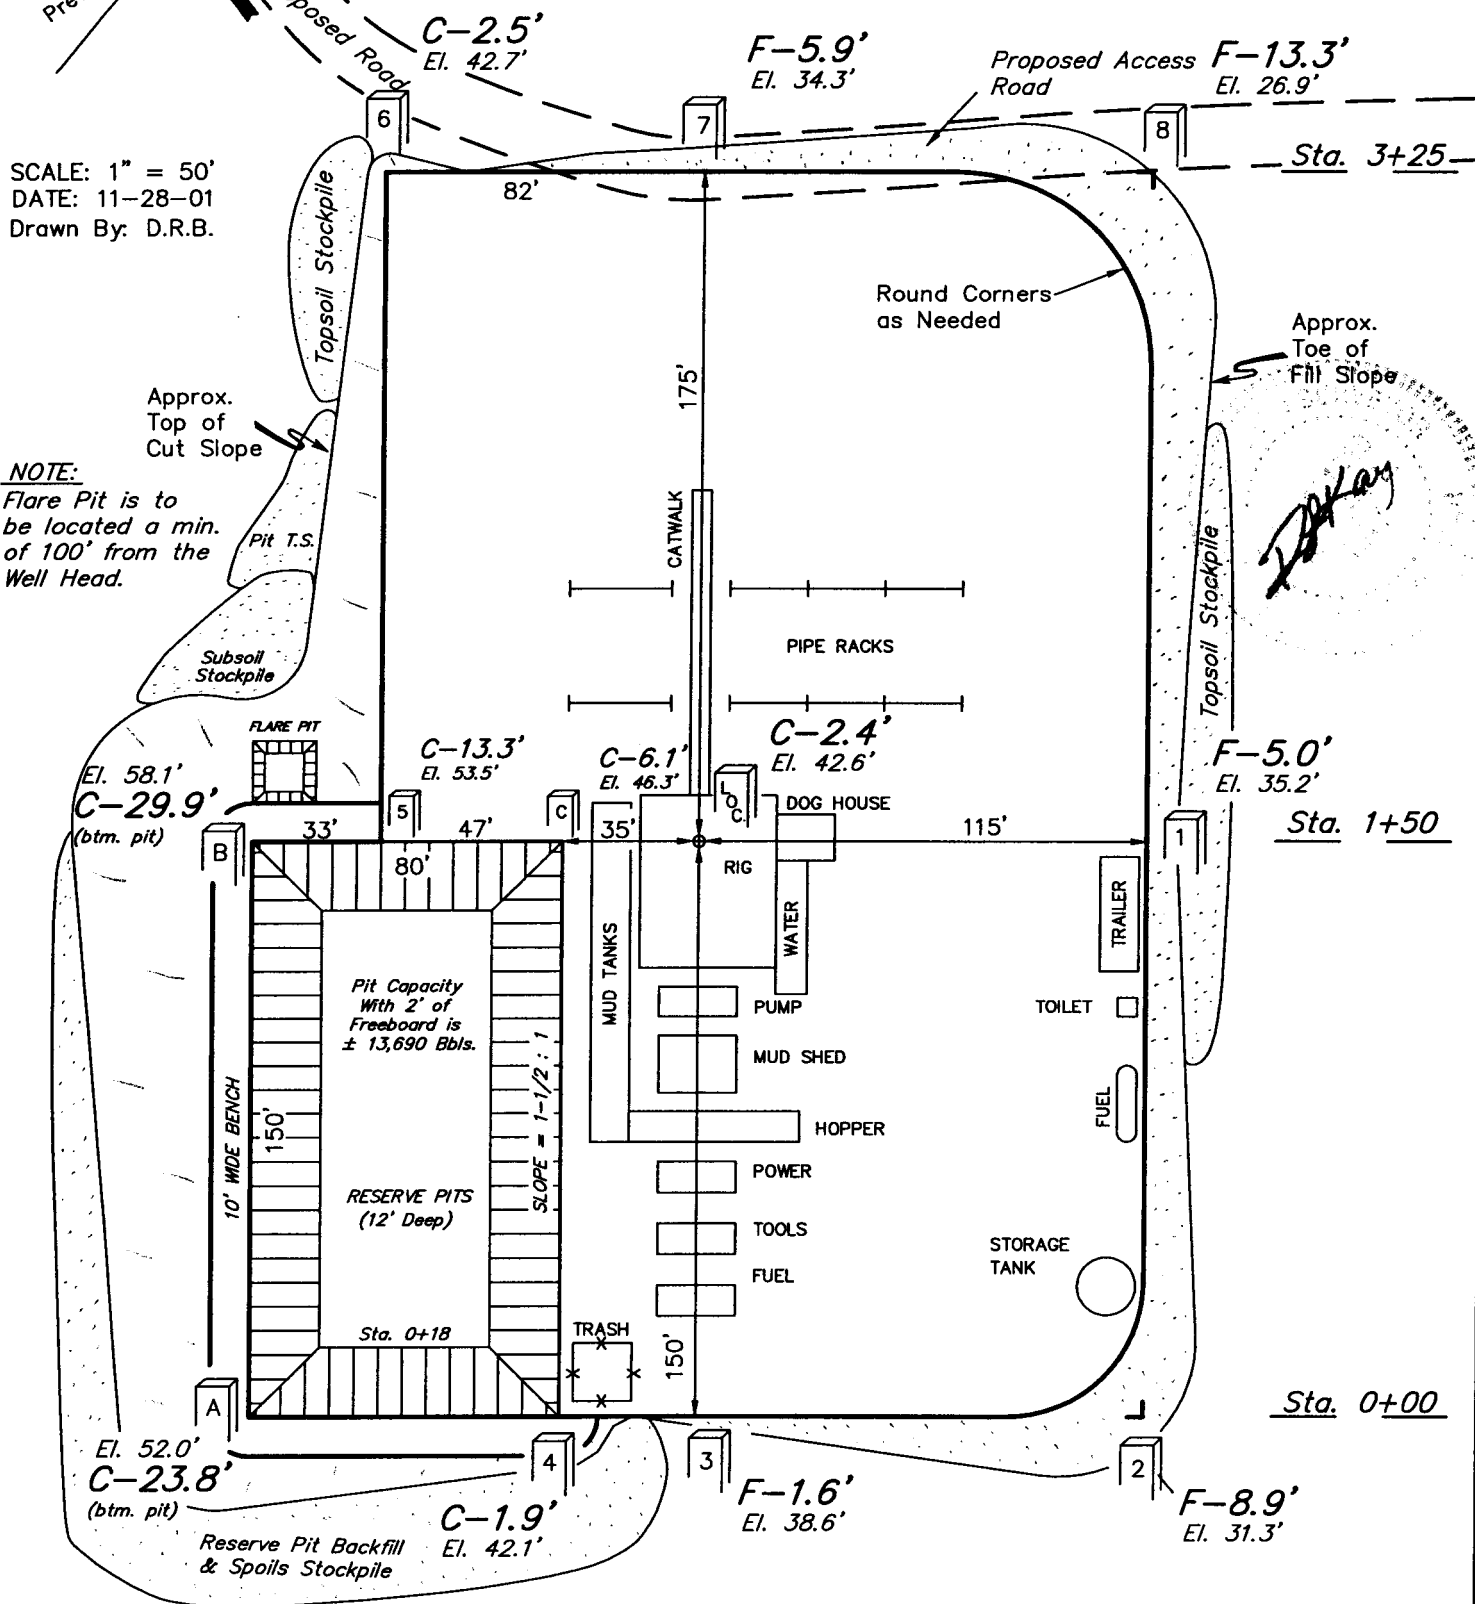 Pre
posed Road
C-2.5'
El. 42.7'
F-5.9'
El. 34.3'
Proposed Access
Road
F-13.3'
El. 26.9'
6
7
8
Sta. 3+25
SCALE: 1" = 50'
DATE: 11-28-01
Drawn By: D.R.B.
82'
Topsoil Stockpile
Round Corners
as Needed
Approx.
Toe of
Fill Slope
175'
Approx.
Top of
Cut Slope
NOTE:
Flare Pit is to
be located a min.
of 100' from the
Well Head.
Pit T.S.
CATWALK
Topsoil Stockpile
PIPE RACKS
Subsoil
Stockpile
FLARE PIT
El. 58.1'
C-29.9'
(btm. pit)
C-13.3'
El. 53.5'
C-6.1'
El. 46.3'
C-2.4'
El. 42.6'
F-5.0'
El. 35.2'
5
C
LOC.
DOG HOUSE
B
33'
47'
35'
115'
1
Sta. 1+50
80'
RIG
MUD TANKS
WATER
TRAILER
Pit Capacity
With 2' of
Freeboard is
± 13,690 Bbls.
PUMP
TOILET
MUD SHED
10' WIDE BENCH
150'
SLOPE = 1-1/2 : 1
FUEL
HOPPER
POWER
RESERVE PITS
(12' Deep)
TOOLS
STORAGE
TANK
FUEL
Sta. 0+18
TRASH
150'
A
Sta. 0+00
El. 52.0'
C-23.8'
(btm. pit)
4
3
2
C-1.9'
El. 42.1'
F-1.6'
El. 38.6'
F-8.9'
El. 31.3'
Reserve Pit Backfill
& Spoils Stockpile